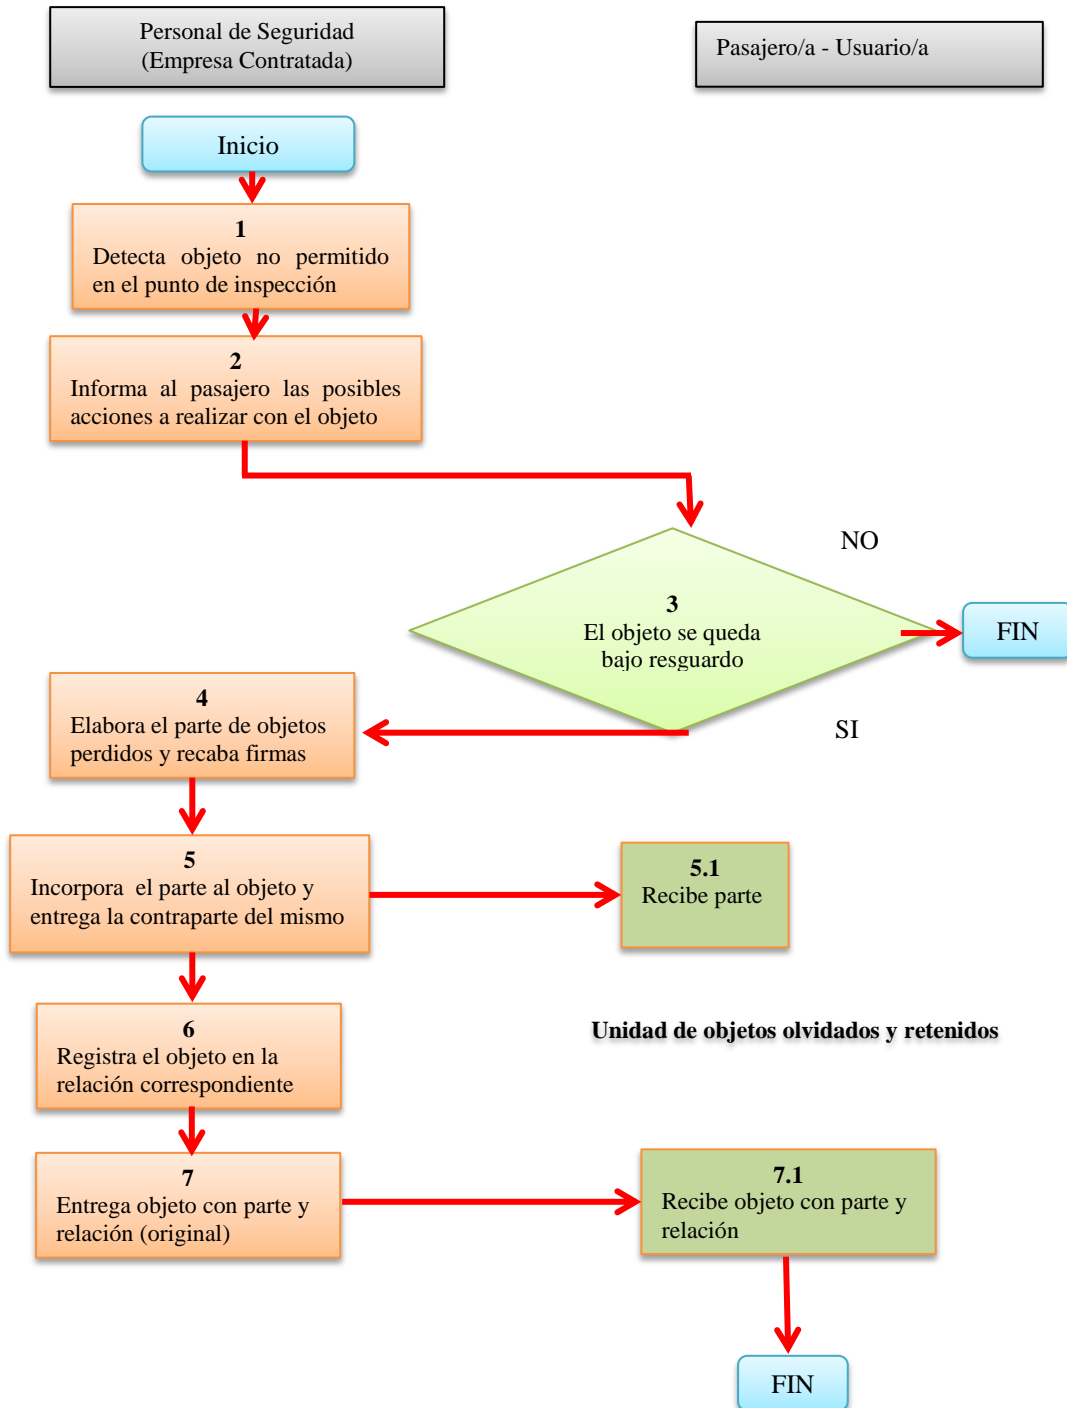 Personal de Seguridad
(Empresa Contratada)
Pasajero/a - Usuario/a
Inicio
1
Detecta objeto no permitido
en el punto de inspección
2
Informa al pasajero las posibles
acciones a realizar con el objeto
NO
3
El objeto se queda
bajo resguardo
FIN
4
Elabora el parte de objetos
perdidos y recaba firmas
SI
5
Incorpora el parte al objeto y
entrega la contraparte del mismo
5.1
Recibe parte
6
Registra el objeto en la
relación correspondiente
Unidad de objetos olvidados y retenidos
7
Entrega objeto con parte y
relación (original)
7.1
Recibe objeto con parte y
relación
FIN